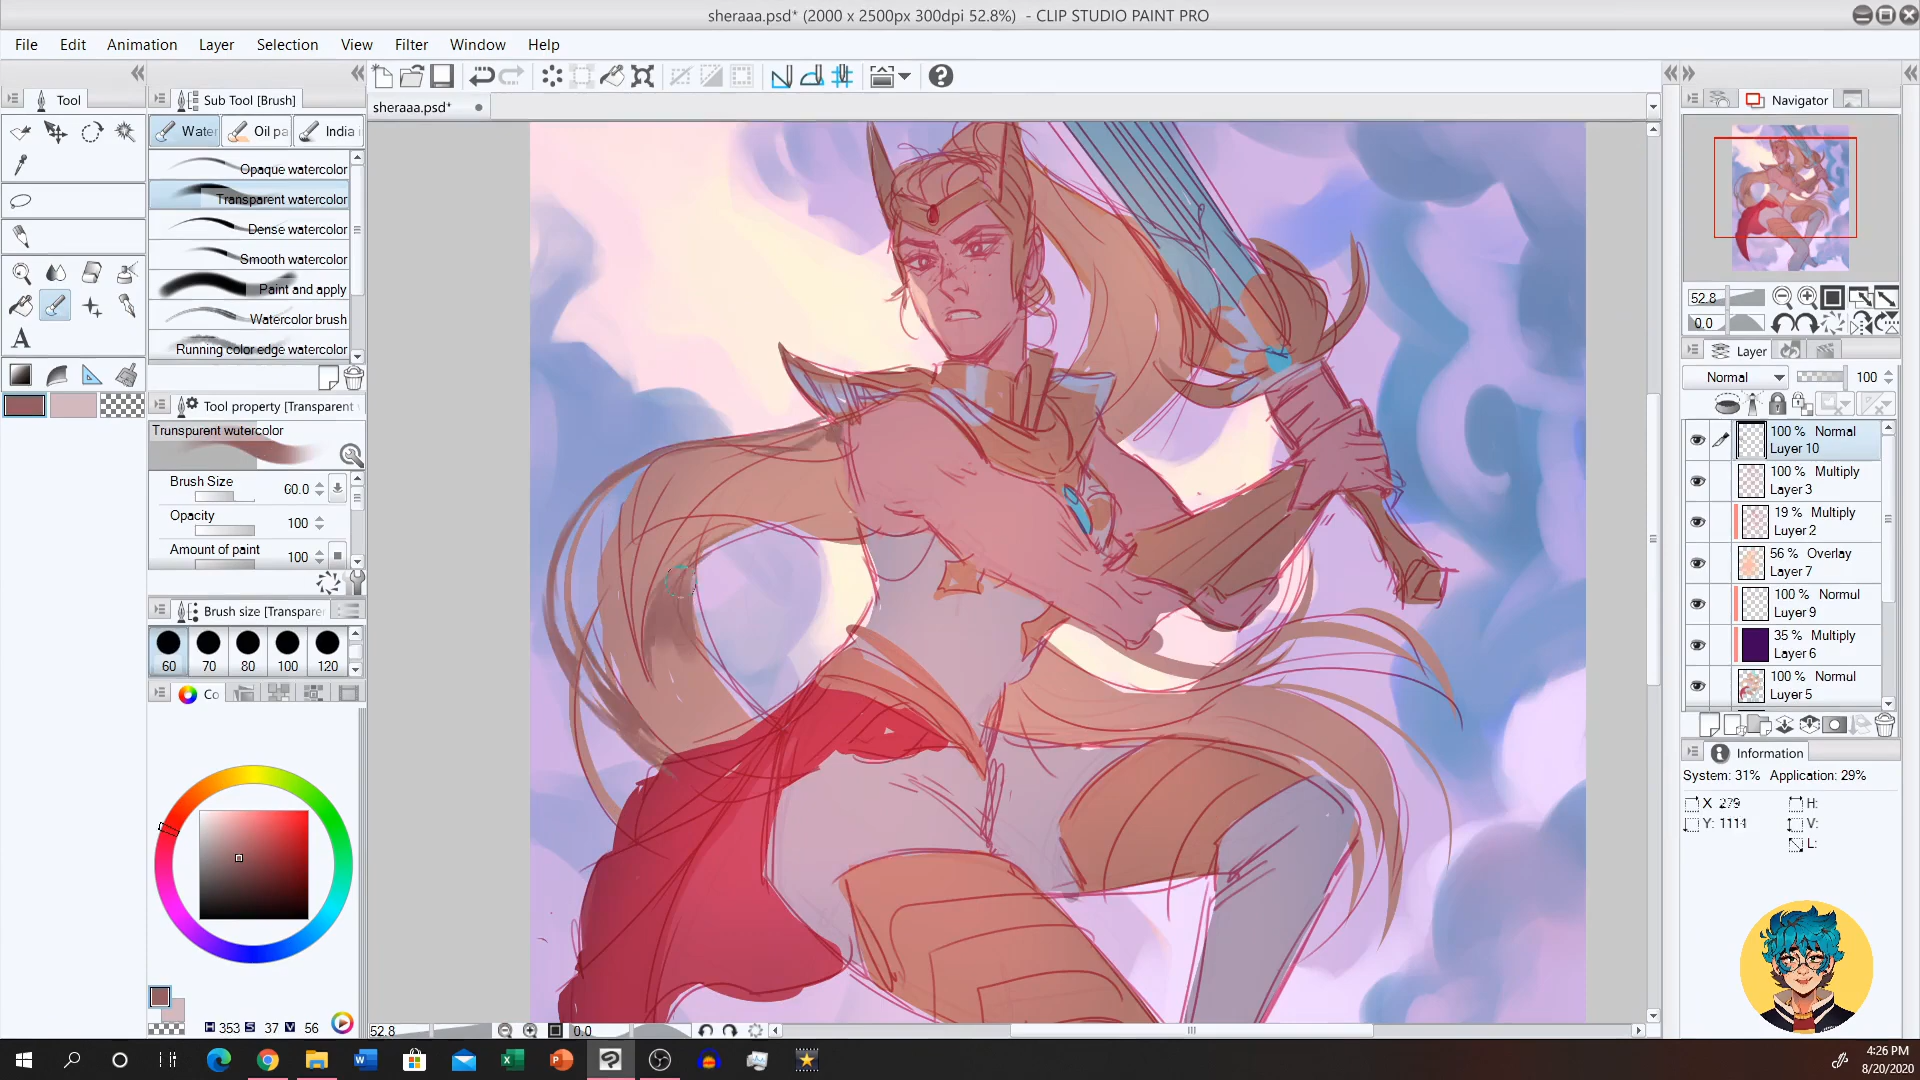 sheraaa.psd* (2000 x 2500px 300dpi 52.8%) - CLIP STUDIO PAINT PRO
File Edit Animation Layer Selection View Filter Window Help
Tool
Sub Tool [Brush]
sheraaa.psd*
Navigator
Water Oil pa India
Opaque watercolor
Transparent watercolor
Dense watercolor
Smooth watercolor
Paint and apply
Watercolor brush
Running color edge watercolor
52.8
0.0
Layer
Normal 100
Tool property [Transparent
Transparent watercolor
Brush Size 60.0
Opacity 100
Amount of paint 100
Brush size [Transpare
60 70 80 100 120
Co
100 % Normal
Layer 10
100 % Multiply
Layer 3
19 % Multiply
Layer 2
56 % Overlay
Layer 7
100 % Normal
Layer 9
35 % Multiply
Layer 6
100 % Normal
Layer 5
Information
System: 31% Application: 29%
X 279 H:
Y: 1114 V:
L:
H 353 S 37 V 56
52.8 0.0
4:26 PM
8/20/2020